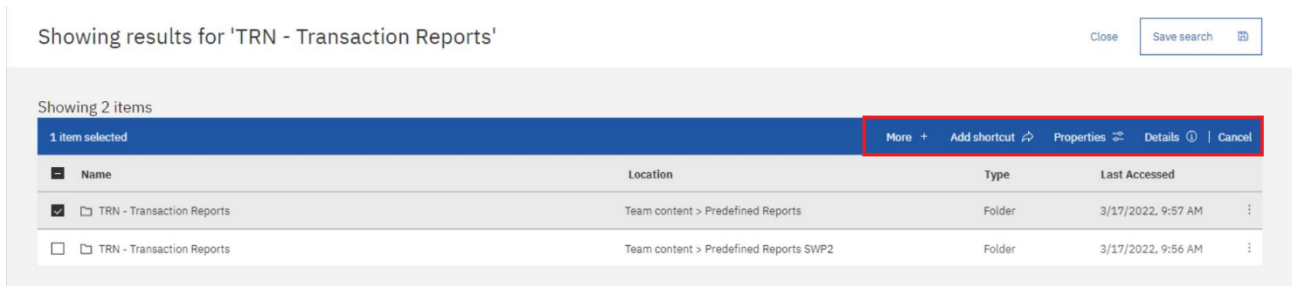 Showing results for 'TRN - Transaction Reports'
Close
Save search
Showing 2 items
1 item selected
More + Add shortcut Properties Details | Cancel
Name Location Type Last Accessed
TRN - Transaction Reports Team content > Predefined Reports Folder 3/17/2022, 9:57 AM
TRN - Transaction Reports Team content > Predefined Reports SWP2 Folder 3/17/2022, 9:56 AM